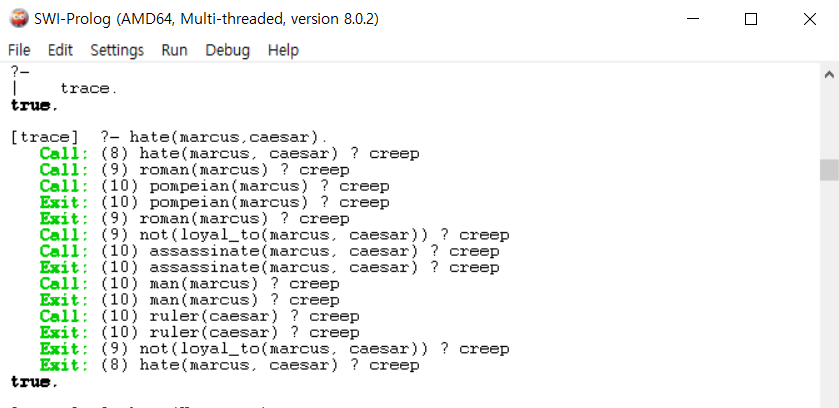 SWI-Prolog (AMD64, Multi-threaded, version 8.0.2)
File Edit Settings Run Debug Help
?-
|    trace.
true.
[trace]  ?- hate(marcus,caesar).
   Call: (8) hate(marcus, caesar) ? creep
   Call: (9) roman(marcus) ? creep
   Call: (10) pompeian(marcus) ? creep
   Exit: (10) pompeian(marcus) ? creep
   Exit: (9) roman(marcus) ? creep
   Call: (9) not(loyal_to(marcus, caesar)) ? creep
   Call: (10) assassinate(marcus, caesar) ? creep
   Exit: (10) assassinate(marcus, caesar) ? creep
   Call: (10) man(marcus) ? creep
   Exit: (10) man(marcus) ? creep
   Call: (10) ruler(caesar) ? creep
   Exit: (10) ruler(caesar) ? creep
   Exit: (9) not(loyal_to(marcus, caesar)) ? creep
   Exit: (8) hate(marcus, caesar) ? creep
true.